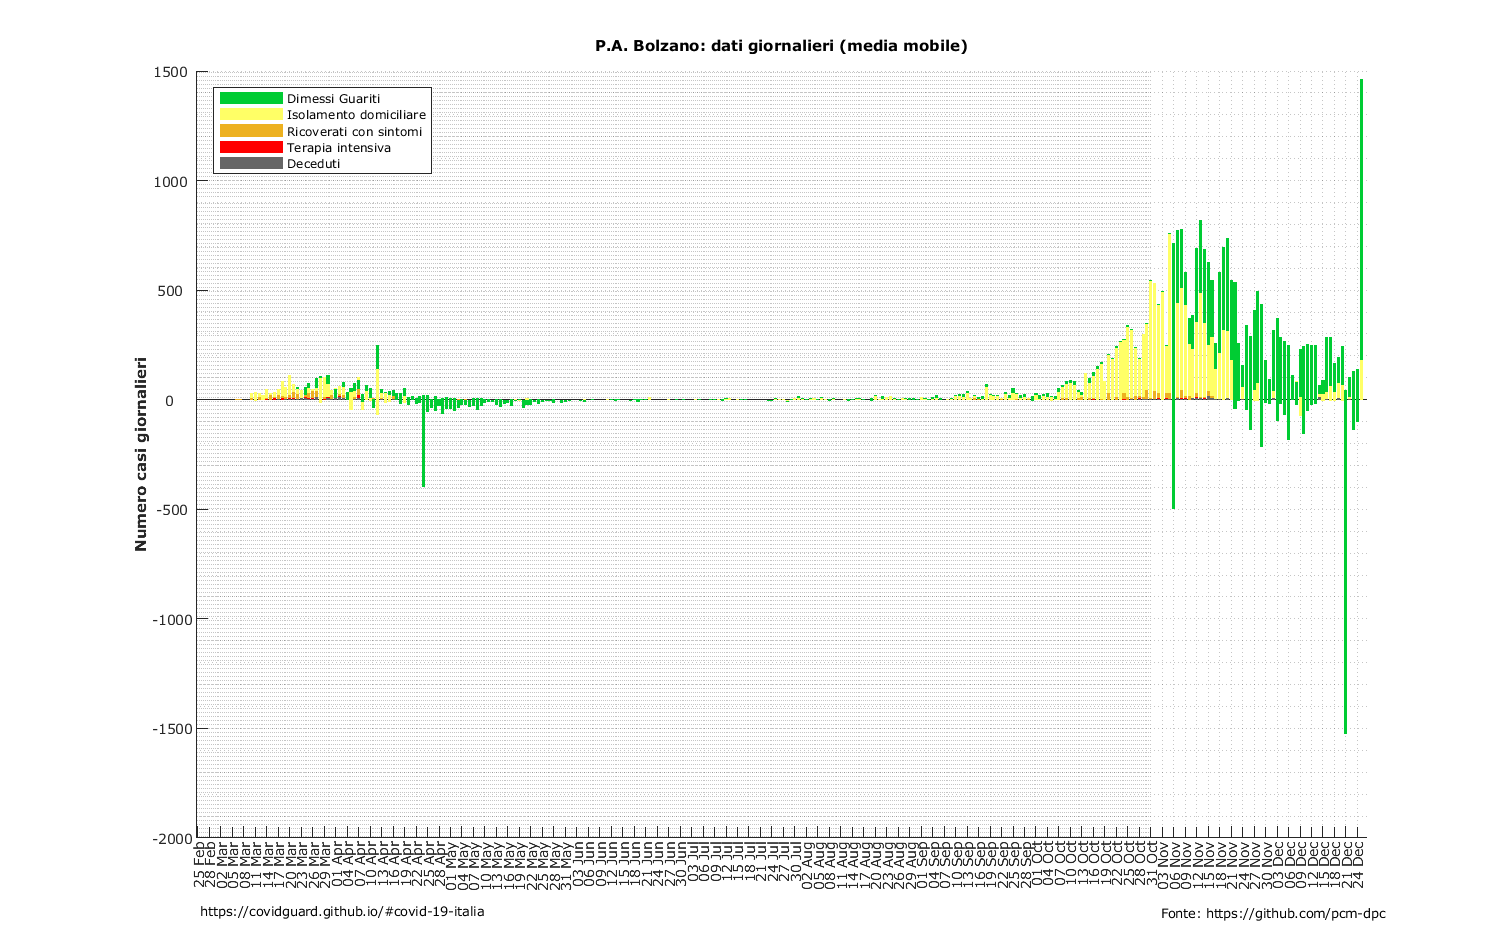 P.A. Bolzano: dati giornalieri (media mobile)
1500
1000
500
0
-500
-1000
-1500
-2000
Numero casi giornalieri
Dimessi Guariti
Isolamento domiciliare
Ricoverati con sintomi
Terapia intensiva
Deceduti
25 Feb
28 Feb
02 Mar
05 Mar
08 Mar
11 Mar
14 Mar
17 Mar
20 Mar
23 Mar
26 Mar
29 Mar
01 Apr
04 Apr
07 Apr
10 Apr
13 Apr
16 Apr
19 Apr
22 Apr
25 Apr
28 Apr
01 May
04 May
07 May
10 May
13 May
16 May
19 May
22 May
25 May
28 May
31 May
03 Jun
06 Jun
09 Jun
12 Jun
15 Jun
18 Jun
21 Jun
24 Jun
27 Jun
30 Jun
03 Jul
06 Jul
09 Jul
12 Jul
15 Jul
18 Jul
21 Jul
24 Jul
27 Jul
30 Jul
02 Aug
05 Aug
08 Aug
11 Aug
14 Aug
17 Aug
20 Aug
23 Aug
26 Aug
29 Aug
01 Sep
04 Sep
07 Sep
10 Sep
13 Sep
16 Sep
19 Sep
22 Sep
25 Sep
28 Sep
01 Oct
04 Oct
07 Oct
10 Oct
13 Oct
16 Oct
19 Oct
22 Oct
25 Oct
28 Oct
31 Oct
03 Nov
06 Nov
09 Nov
12 Nov
15 Nov
18 Nov
21 Nov
24 Nov
27 Nov
30 Nov
03 Dec
06 Dec
09 Dec
12 Dec
15 Dec
18 Dec
21 Dec
24 Dec
https://covidguard.github.io/#covid-19-italia
Fonte: https://github.com/pcm-dpc